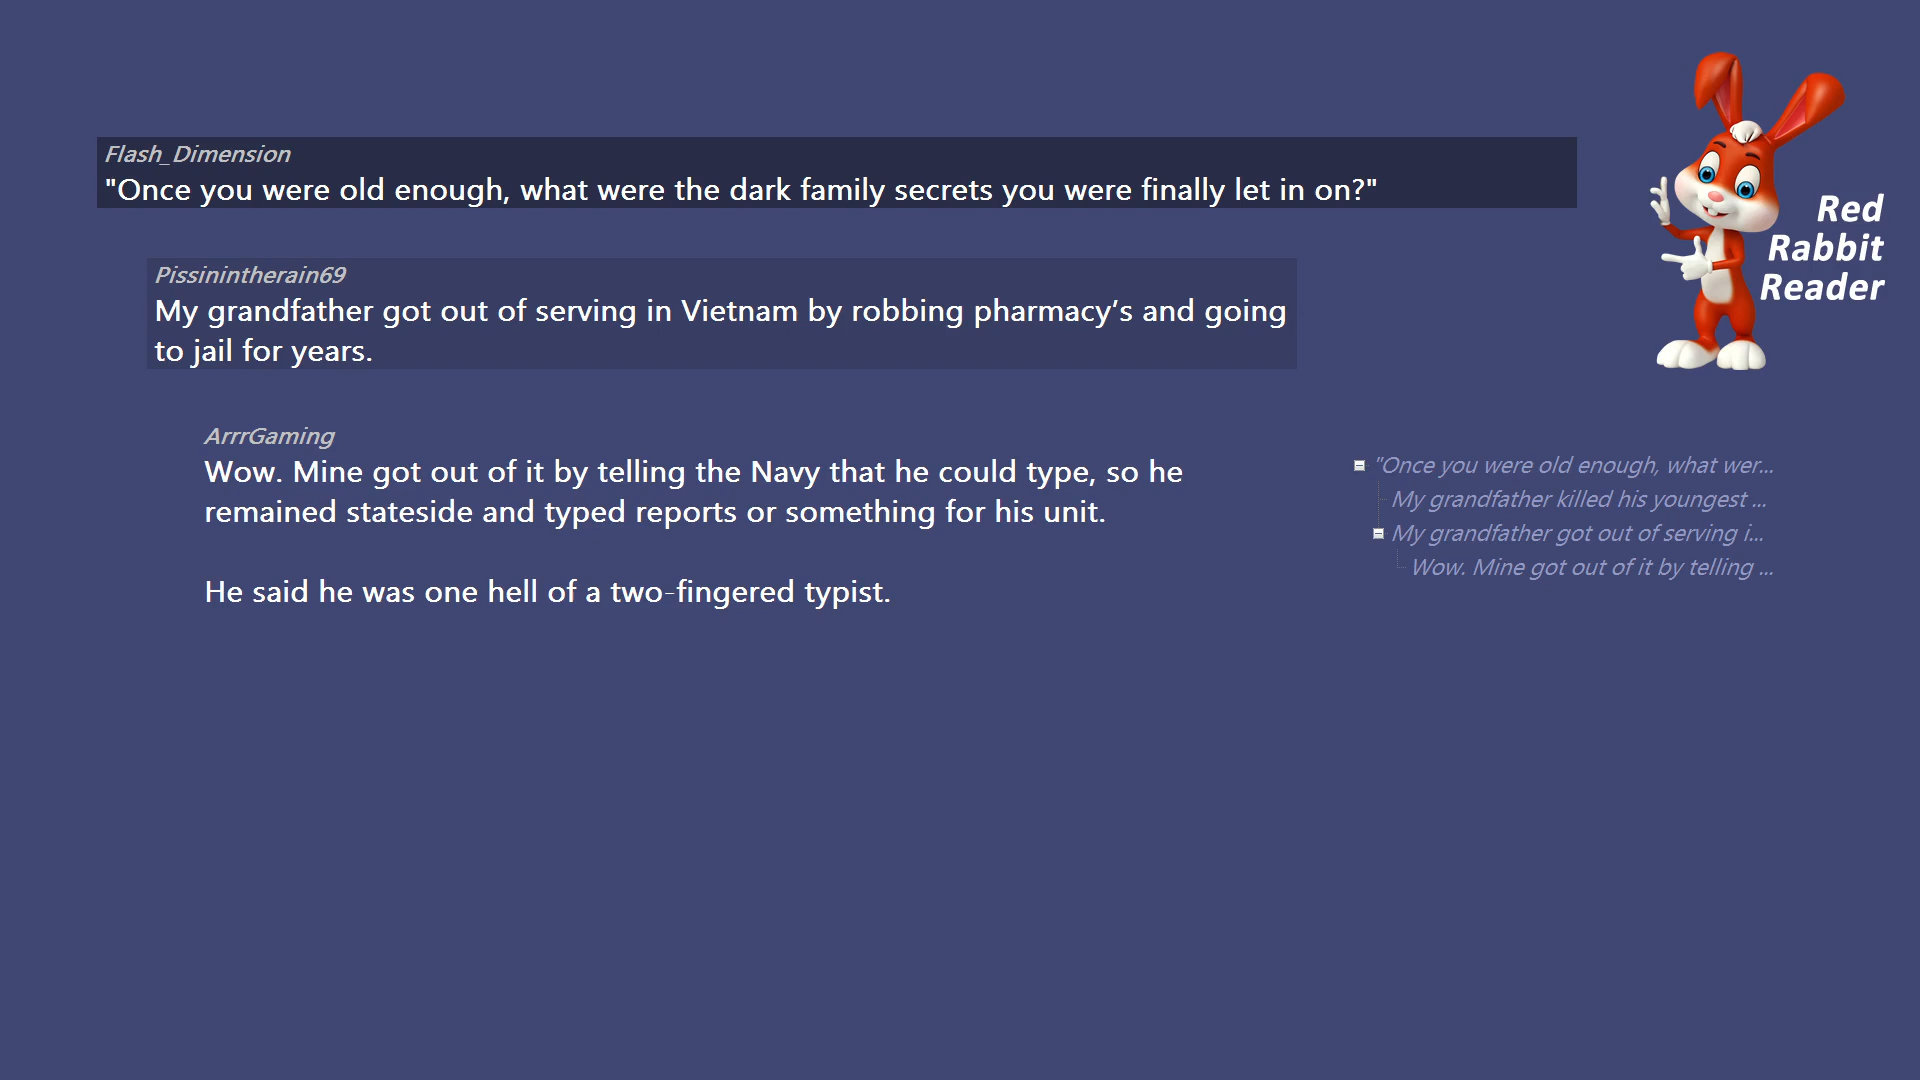 Flash_Dimension
"Once you were old enough, what were the dark family secrets you were finally let in on?"
Pissinintherain69
My grandfather got out of serving in Vietnam by robbing pharmacy’s and going
to jail for years.
ArrrGaming
Wow. Mine got out of it by telling the Navy that he could type, so he
remained stateside and typed reports or something for his unit.
He said he was one hell of a two-fingered typist.
Red
Rabbit
Reader
"Once you were old enough, what wer...
My grandfather killed his youngest ...
My grandfather got out of serving i...
Wow. Mine got out of it by telling ...